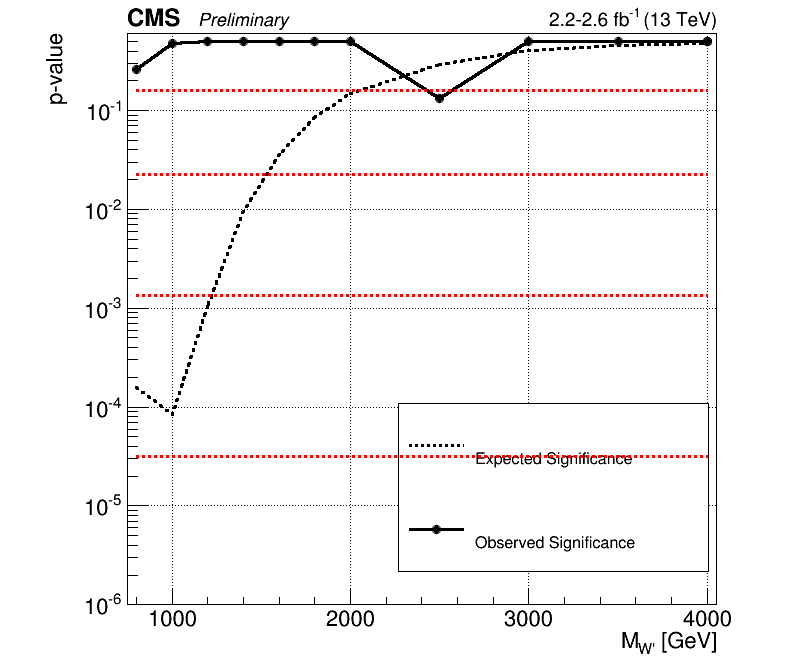 CMS Preliminary 2.2-2.6 fb⁻¹ (13 TeV)
p-value
10⁻¹
10⁻²
10⁻³
10⁻⁴
10⁻⁵
10⁻⁶
Expected Significance
Observed Significance
1000 2000 3000 4000
M_W' [GeV]